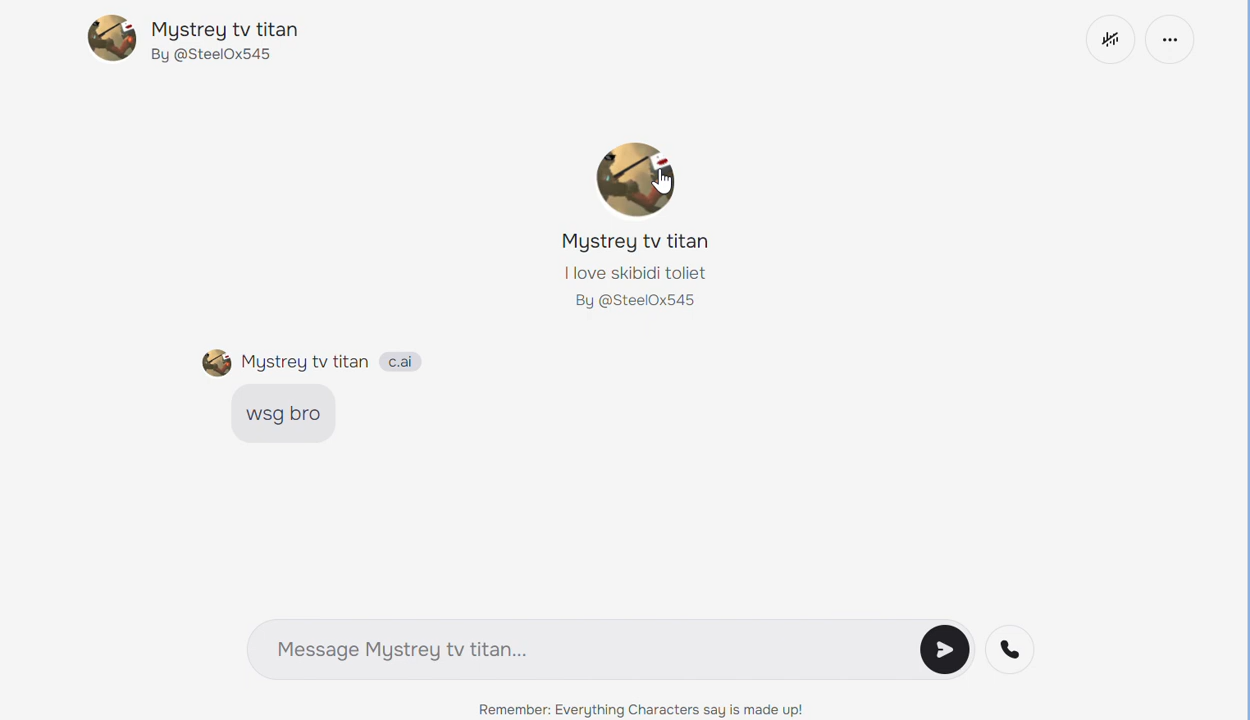 Mystrey tv titan
By @SteelOx545
Mystrey tv titan
I love skibidi toliet
By @SteelOx545
Mystrey tv titan c.ai
wsg bro
Message Mystrey tv titan...
Remember: Everything Characters say is made up!